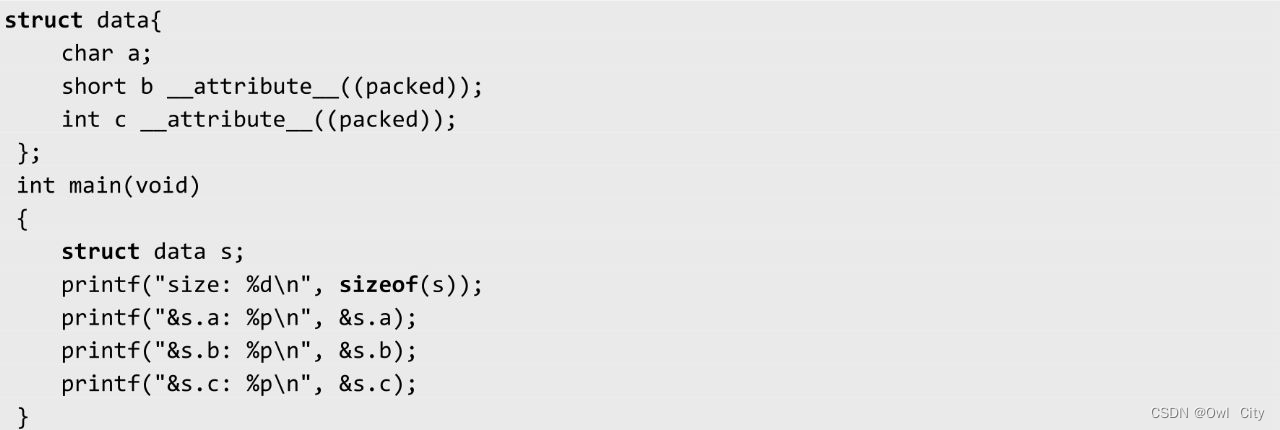 struct data{
    char a;
    short b __attribute__((packed));
    int c __attribute__((packed));
};
int main(void)
{
    struct data s;
    printf("size: %d\n", sizeof(s));
    printf("&s.a: %p\n", &s.a);
    printf("&s.b: %p\n", &s.b);
    printf("&s.c: %p\n", &s.c);
}
CSDN @Owl City